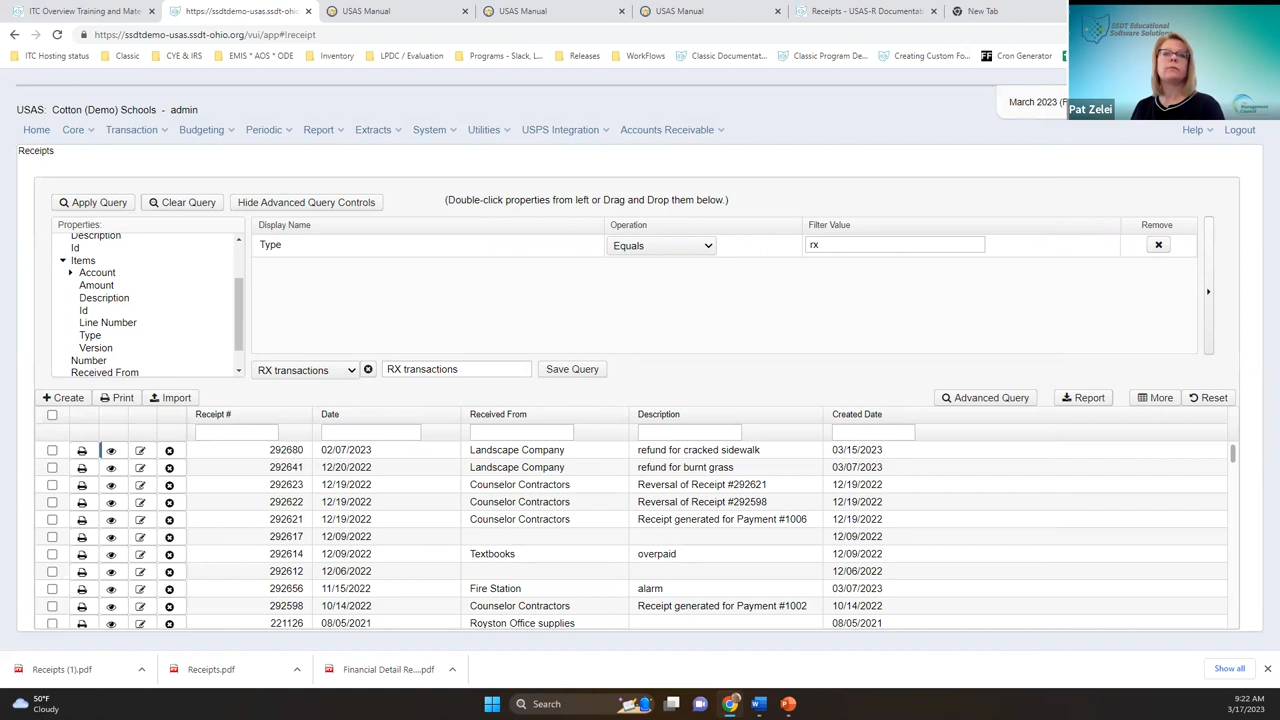 ITC Overview Training and Mate
https://ssdtdemo-usas.ssdt-ohio
USAS Manual
USAS Manual
USAS Manual
Receipts - USAS-R Documentati
New Tab
https://ssdtdemo-usas.ssdt-ohio.org/vui/app#!receipt
ITC Hosting status
Classic
CYE & IRS
EMIS * AOS * ODE
Inventory
LPDC / Evaluation
Programs - Slack, L...
Releases
WorkFlows
Classic Documentat...
Classic Program De...
Creating Custom Fo...
Cron Generator
SSDT Educational
Software Solutions
Pat Zelei
Management
Council
USAS: Cotton (Demo) Schools - admin
March 2023 (F
Home Core Transaction Budgeting Periodic Report Extracts System Utilities USPS Integration Accounts Receivable Help Logout
Receipts
Apply Query Clear Query Hide Advanced Query Controls (Double-click properties from left or Drag and Drop them below.)
Properties:
Description
Id
Items
Account
Amount
Description
Id
Line Number
Type
Version
Number
Received From
Display Name Operation Filter Value Remove
Type Equals rx
RX transactions RX transactions Save Query
Create Print Import Advanced Query Report More Reset
Receipt # Date Received From Description Created Date
292680 02/07/2023 Landscape Company refund for cracked sidewalk 03/15/2023
292641 12/20/2022 Landscape Company refund for burnt grass 03/07/2023
292623 12/19/2022 Counselor Contractors Reversal of Receipt #292621 12/19/2022
292622 12/19/2022 Counselor Contractors Reversal of Receipt #292598 12/19/2022
292621 12/19/2022 Counselor Contractors Receipt generated for Payment #1006 12/19/2022
292617 12/09/2022 12/09/2022
292614 12/09/2022 Textbooks overpaid 12/09/2022
292612 12/06/2022 12/06/2022
292656 11/15/2022 Fire Station alarm 03/07/2023
292598 10/14/2022 Counselor Contractors Receipt generated for Payment #1002 10/14/2022
221126 08/05/2021 Royston Office supplies 08/05/2021
Receipts (1).pdf
Receipts.pdf
Financial Detail Re....pdf
Show all
50°F
Cloudy
Search
9:22 AM
3/17/2023